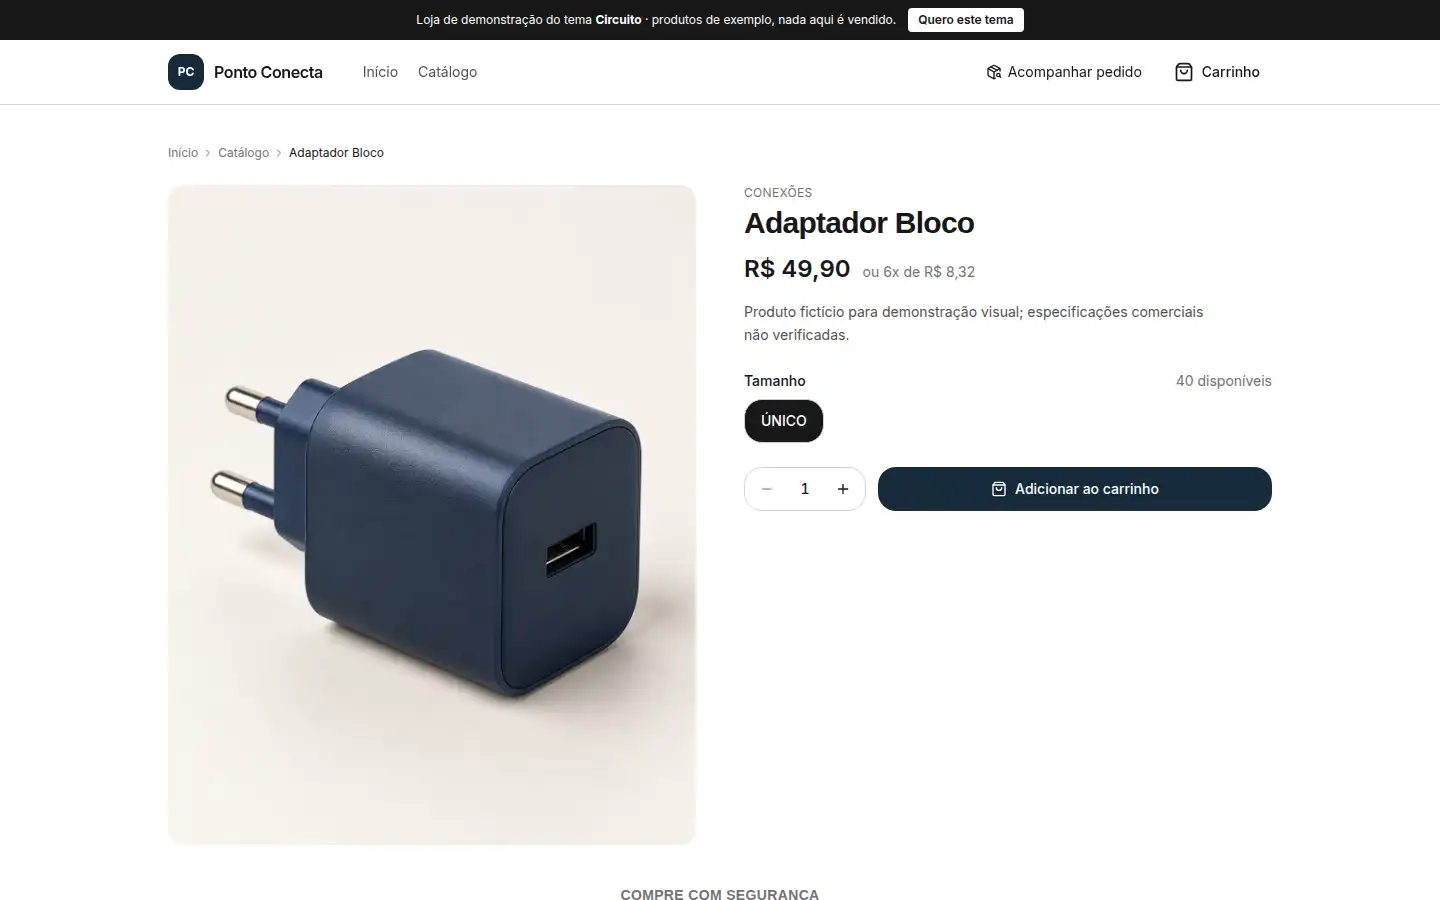 Loja de demonstração do tema Circuito · produtos de exemplo, nada aqui é vendido. Quero este tema
PC Ponto Conecta Início Catálogo Acompanhar pedido Carrinho
Início > Catálogo > Adaptador Bloco
CONEXÕES
Adaptador Bloco
R$ 49,90 ou 6x de R$ 8,32
Produto fictício para demonstração visual; especificações comerciais
não verificadas.
Tamanho 40 disponíveis
ÚNICO
− 1 + Adicionar ao carrinho
COMPRE COM SEGURANÇA